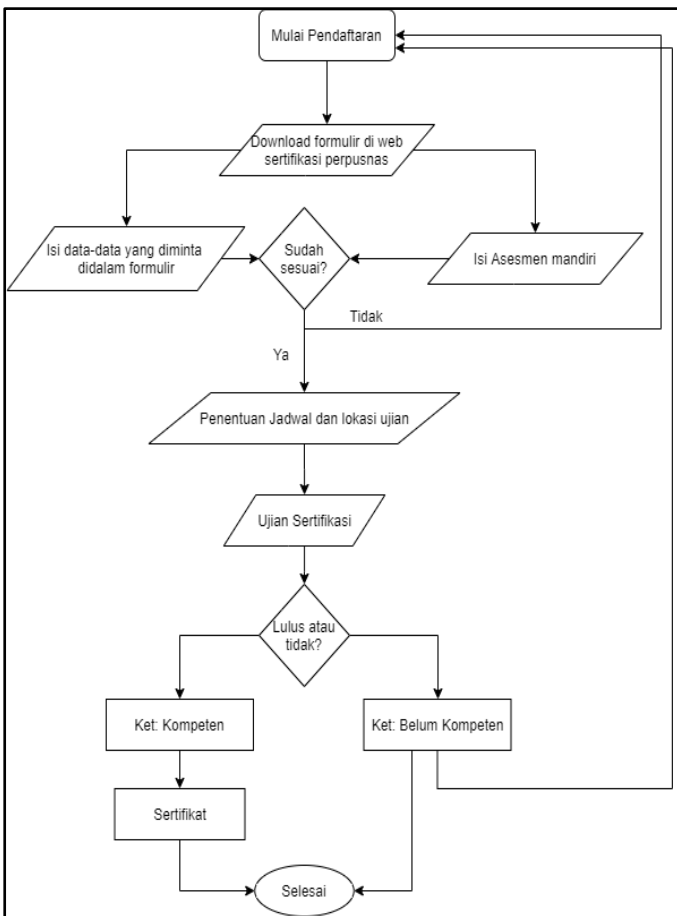 Mulai Pendaftaran
Download formulir di web
sertifikasi perpusnas
Isi data-data yang diminta
didalam formulir
Sudah
sesuai?
Isi Asesmen mandiri
Tidak
Ya
Penentuan Jadwal dan lokasi ujian
Ujian Sertifikasi
Lulus atau
tidak?
Ket: Kompeten
Ket: Belum Kompeten
Sertifikat
Selesai